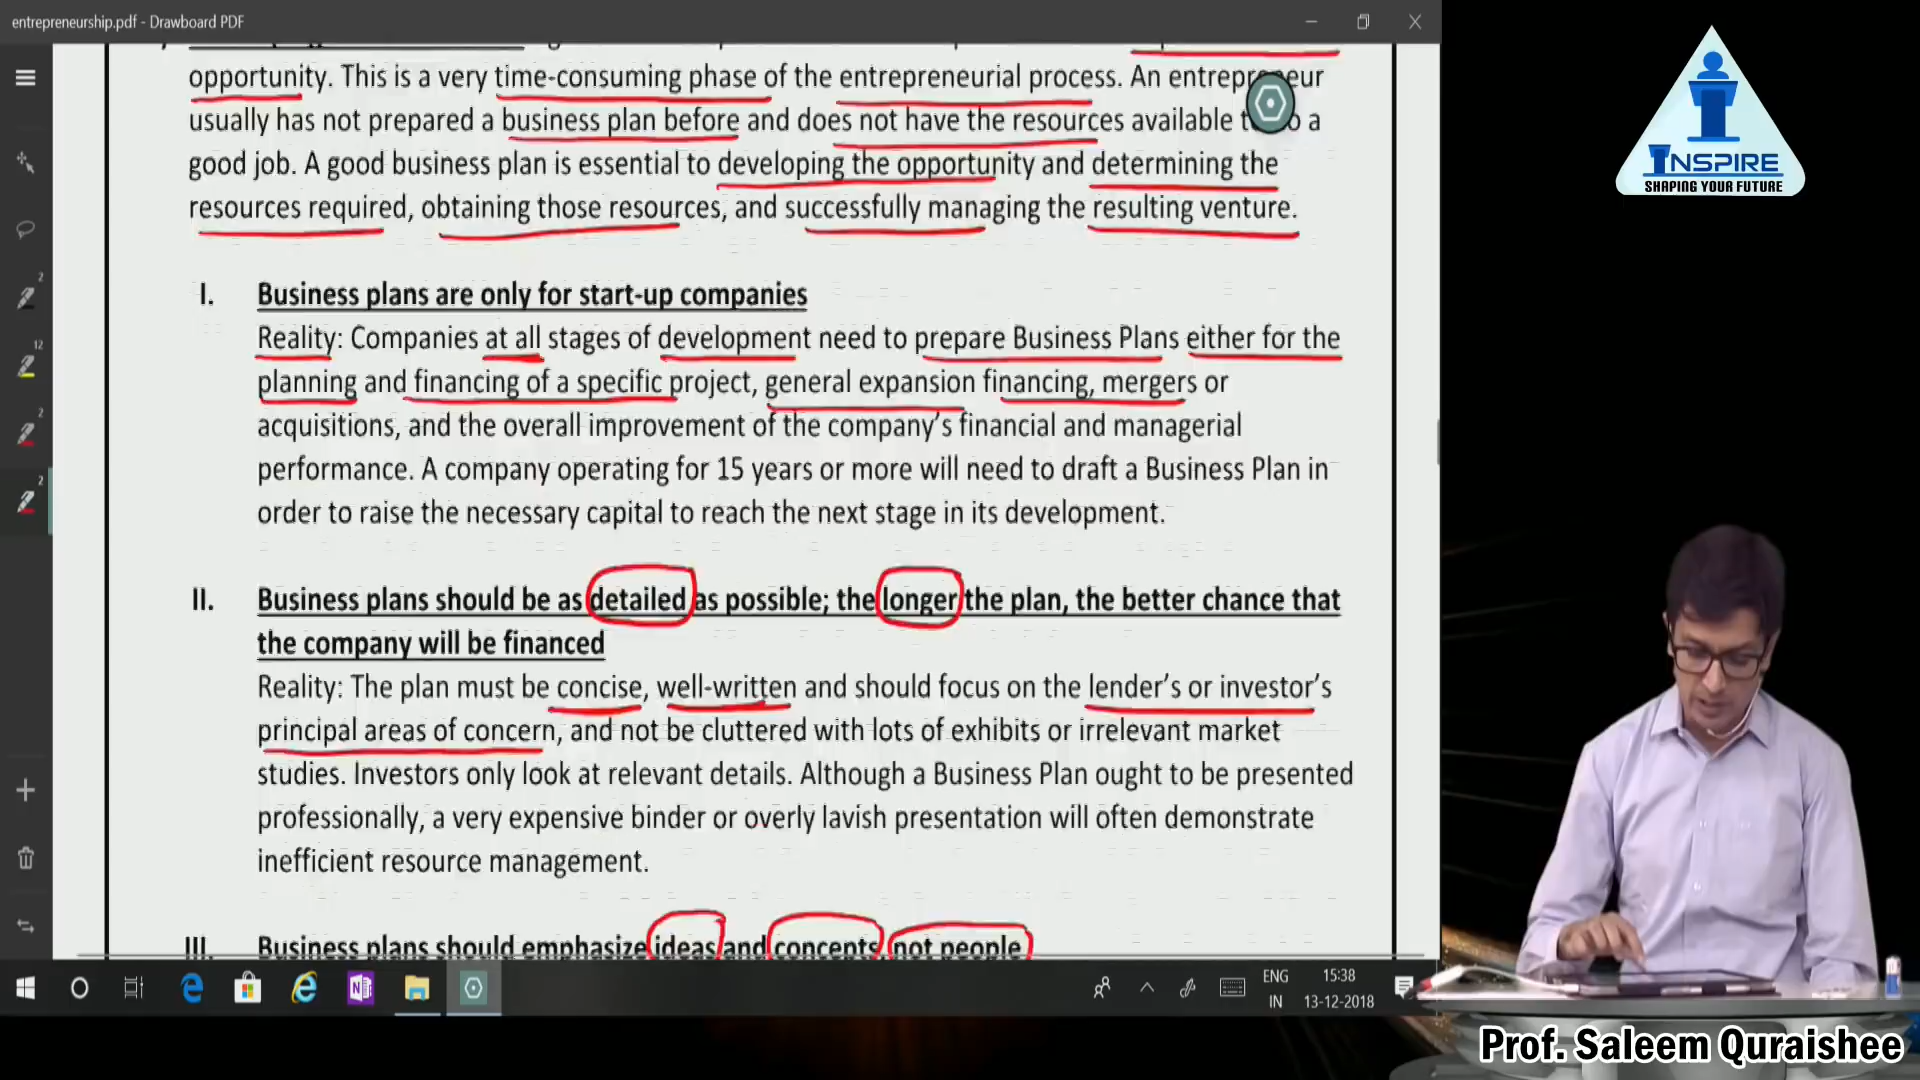 entrepreneurship.pdf - Drawboard PDF
opportunity. This is a very time-consuming phase of the entrepreneurial process. An entrepreneur
usually has not prepared a business plan before and does not have the resources available to do a
good job. A good business plan is essential to developing the opportunity and determining the
resources required, obtaining those resources, and successfully managing the resulting venture.
I. Business plans are only for start-up companies
Reality: Companies at all stages of development need to prepare Business Plans either for the
planning and financing of a specific project, general expansion financing, mergers or
acquisitions, and the overall improvement of the company's financial and managerial
performance. A company operating for 15 years or more will need to draft a Business Plan in
order to raise the necessary capital to reach the next stage in its development.
II. Business plans should be as detailed as possible; the longer the plan, the better chance that
the company will be financed
Reality: The plan must be concise, well-written and should focus on the lender's or investor's
principal areas of concern, and not be cluttered with lots of exhibits or irrelevant market
studies. Investors only look at relevant details. Although a Business Plan ought to be presented
professionally, a very expensive binder or overly lavish presentation will often demonstrate
inefficient resource management.
III. Business plans should emphasize ideas and concepts not people
2
12
2
2
ENG
IN
15:38
13-12-2018
INSPIRE
SHAPING YOUR FUTURE
Prof. Saleem Quraishee